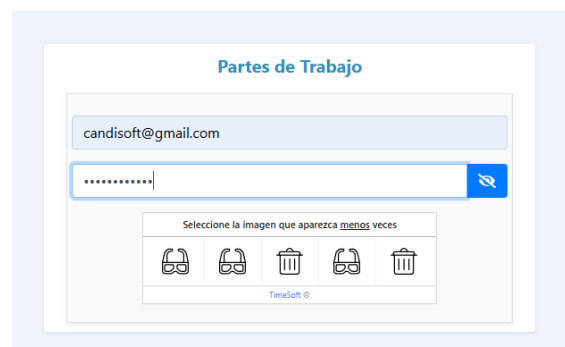 Partes de Trabajo
candisoft@gmail.com
••••••••••••
Seleccione la imagen que aparezca menos veces
TimeSoft ©